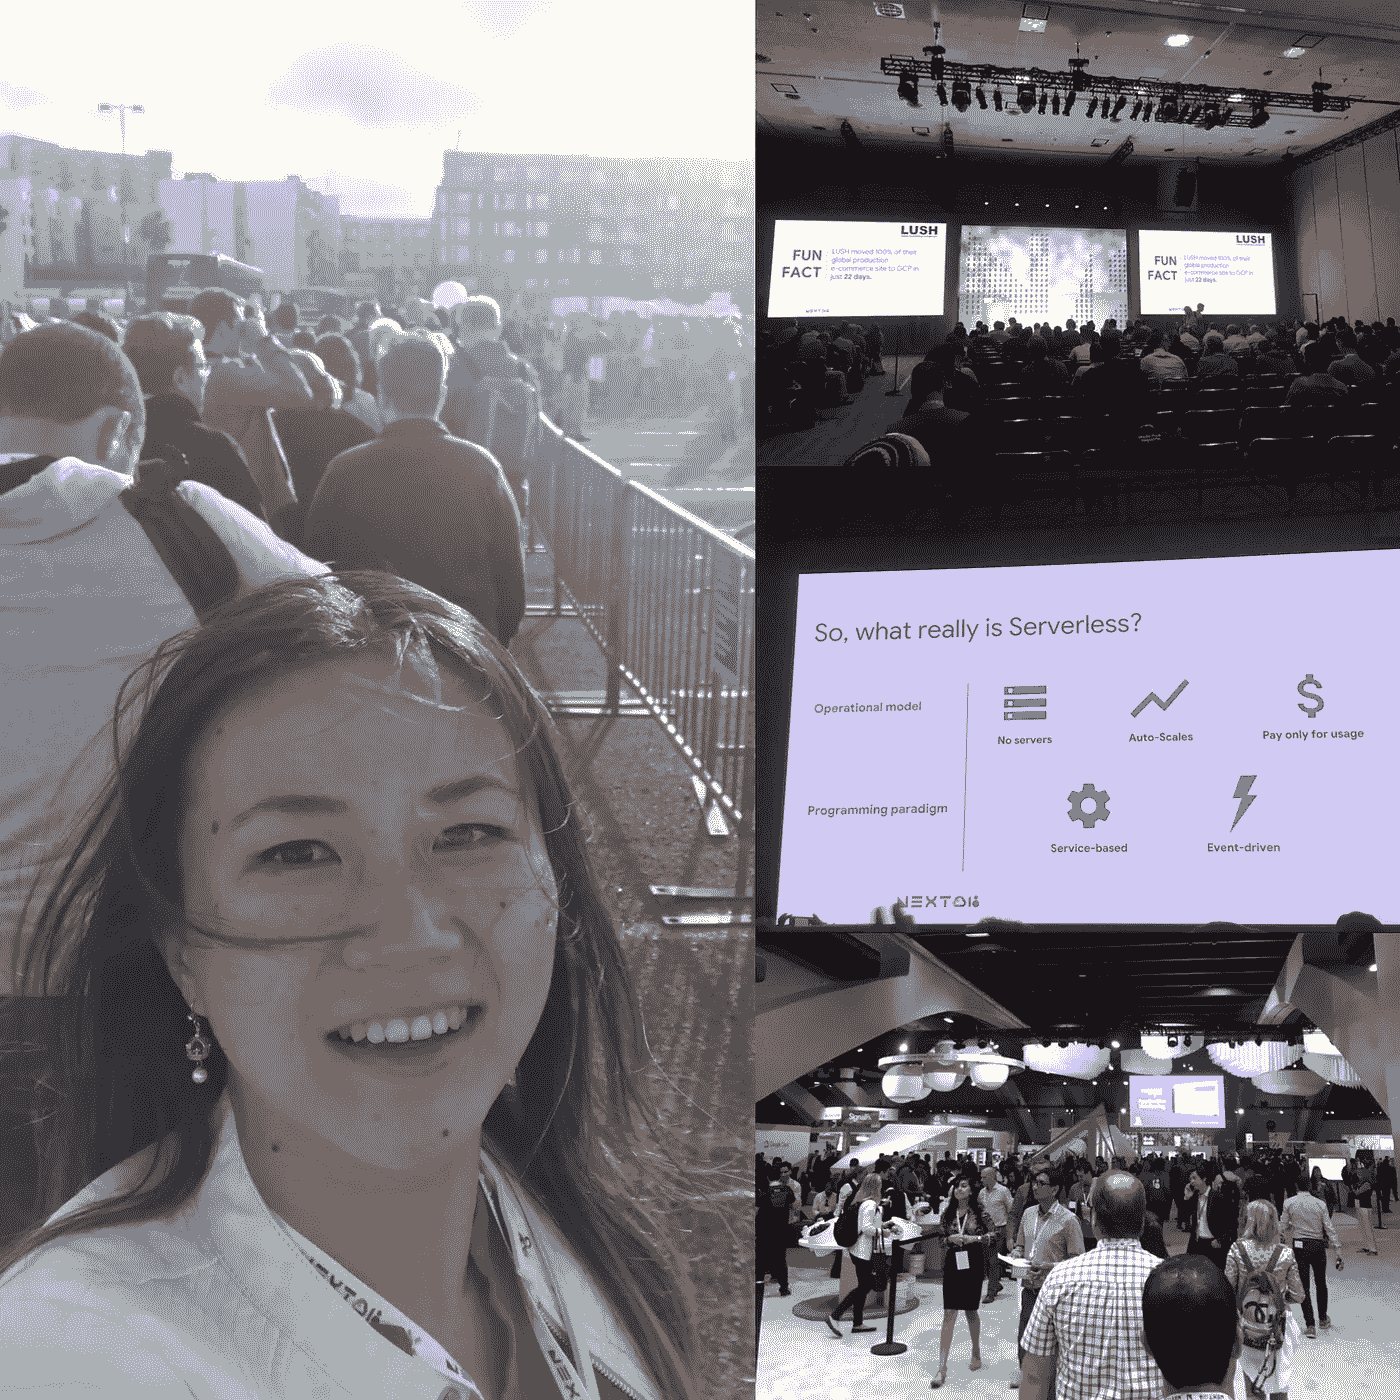 LUSH
FUN
FACT
LUSH moved 100% of their
global production
e-commerce site to GCP in
just 22 days.
LUSH
FUN
FACT
LUSH moved 100% of their
global production
e-commerce site to GCP in
just 22 days.
So, what really is Serverless?
Operational model
No servers
Auto-Scales
Pay only for usage
Programming paradigm
Service-based
Event-driven
NEXT
NEXT
NEX